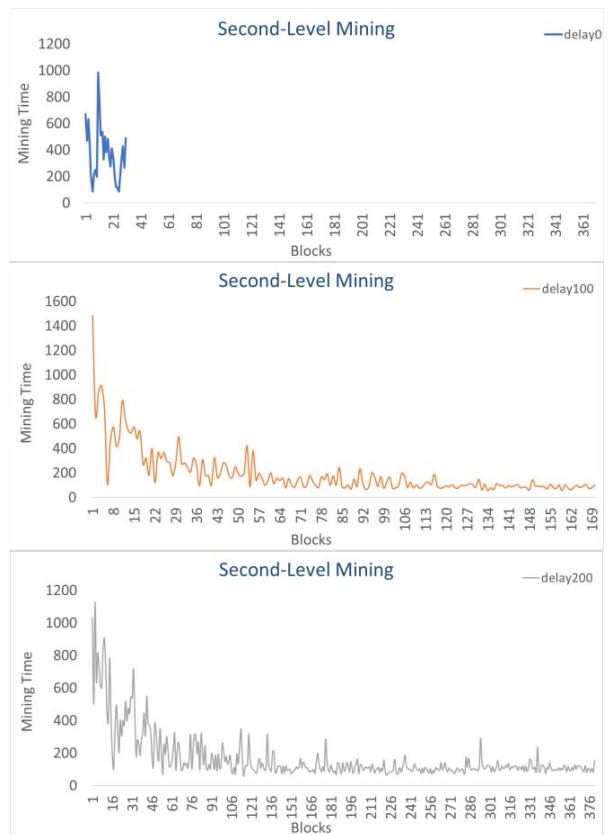 Second-Level Mining
delay0
1200
1000
800
600
400
200
0
Mining Time
1 21 41 61 81 101 121 141 161 181 201 221 241 261 281 301 321 341 361
Blocks
Second-Level Mining
delay100
1600
1400
1200
1000
800
600
400
200
0
Mining Time
1 8 15 22 29 36 43 50 57 64 71 78 85 92 99 106 113 120 127 134 141 148 155 162 169
Blocks
Second-Level Mining
delay200
1200
1000
800
600
400
200
0
Mining Time
1 16 31 46 61 76 91 106 121 136 151 166 181 196 211 226 241 256 271 286 301 316 331 346 361 376
Blocks